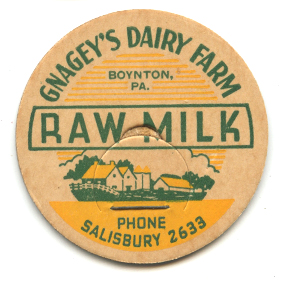 GNAGEY'S DAIRY FARM
BOYNTON,
PA.
RAW MILK
PHONE
SALISBURY 2633